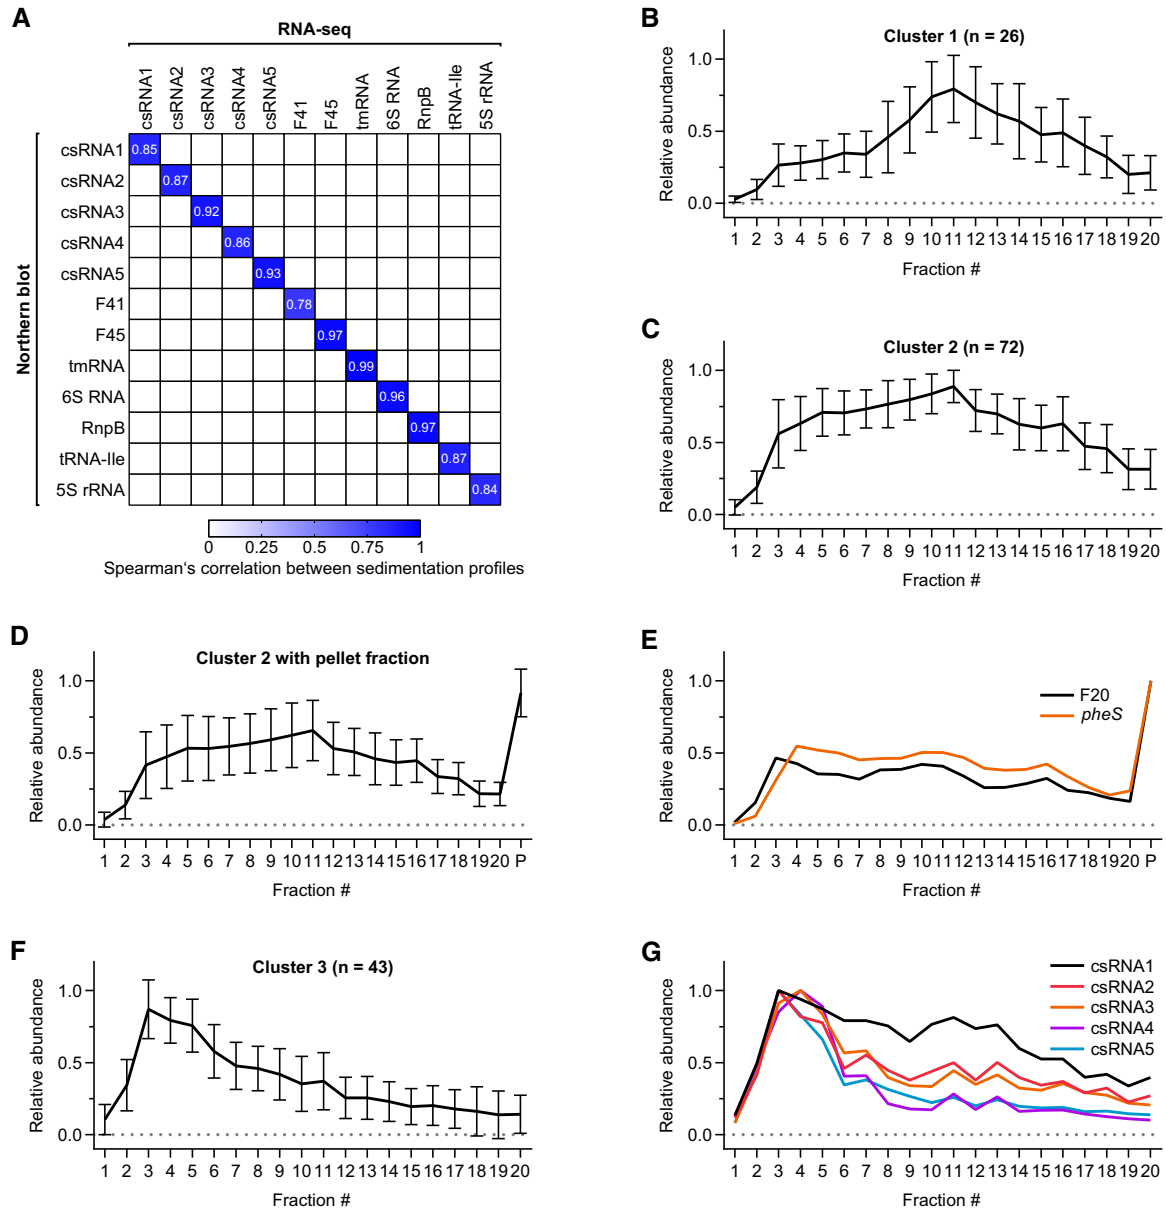 A
RNA-seq
csRNA1 csRNA2 csRNA3 csRNA4 csRNA5 F41 F45 tmRNA 6S RNA RnpB tRNA-Ile 5S rRNA
Northern blot
csRNA1 0.85
csRNA2 0.87
csRNA3 0.92
csRNA4 0.86
csRNA5 0.93
F41 0.78
F45 0.97
tmRNA 0.99
6S RNA 0.96
RnpB 0.97
tRNA-Ile 0.87
5S rRNA 0.84
0 0.25 0.5 0.75 1
Spearman‘s correlation between sedimentation profiles
B
Cluster 1 (n = 26)
Relative abundance
1.0
0.5
0.0
1 2 3 4 5 6 7 8 9 10 11 12 13 14 15 16 17 18 19 20
Fraction #
C
Cluster 2 (n = 72)
Relative abundance
1.0
0.5
0.0
1 2 3 4 5 6 7 8 9 10 11 12 13 14 15 16 17 18 19 20
Fraction #
D
Cluster 2 with pellet fraction
Relative abundance
1.0
0.5
0.0
1 2 3 4 5 6 7 8 9 10 11 12 13 14 15 16 17 18 19 20 P
Fraction #
E
F20
pheS
Relative abundance
1.0
0.5
0.0
1 2 3 4 5 6 7 8 9 10 11 12 13 14 15 16 17 18 19 20 P
Fraction #
F
Cluster 3 (n = 43)
Relative abundance
1.0
0.5
0.0
1 2 3 4 5 6 7 8 9 10 11 12 13 14 15 16 17 18 19 20
Fraction #
G
csRNA1
csRNA2
csRNA3
csRNA4
csRNA5
Relative abundance
1.0
0.5
0.0
1 2 3 4 5 6 7 8 9 10 11 12 13 14 15 16 17 18 19 20
Fraction #